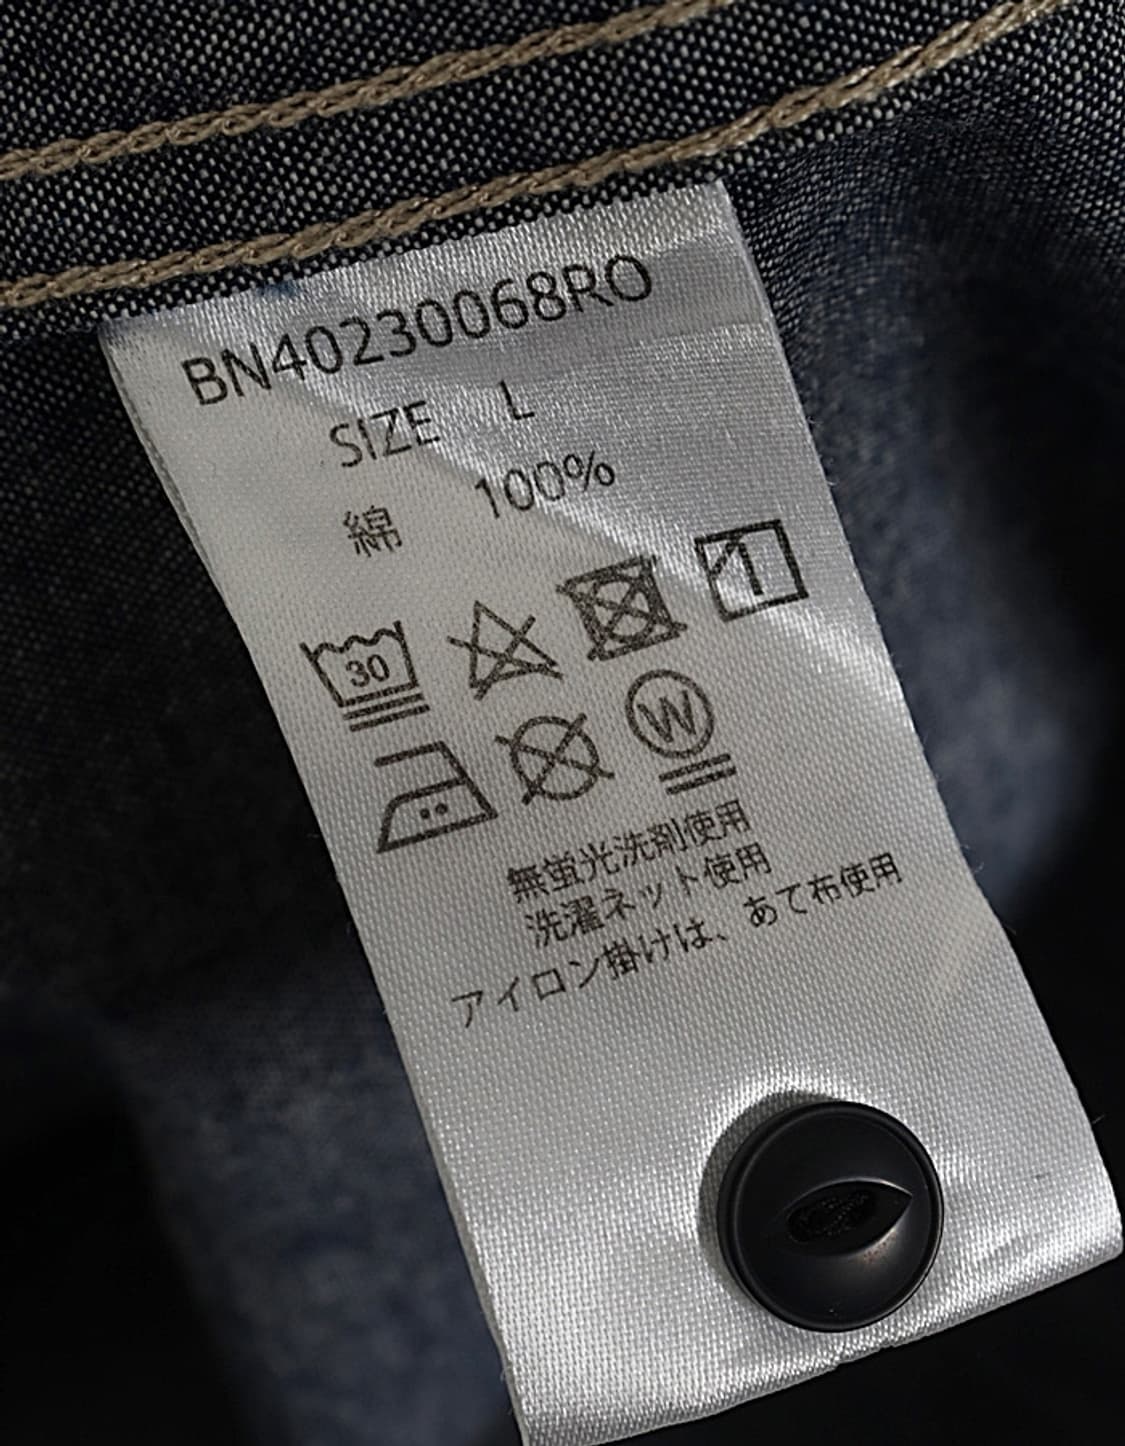 BN40230068RO
SIZE L
綿 100%
30
W
無蛍光洗剤使用
洗濯ネット使用
アイロン掛けは、あて布使用